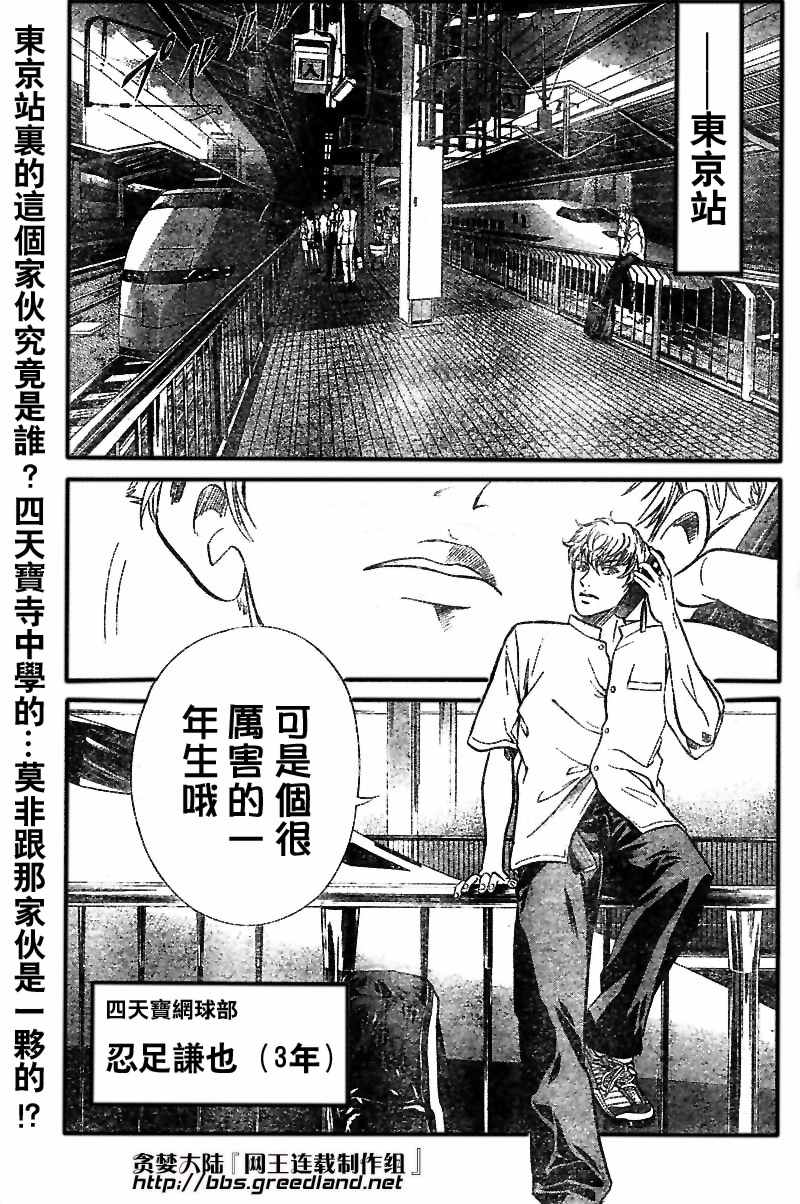 ——東京站
東京站裏的這個家伙究竟是誰？四天寶寺中學的…莫非跟那家伙是一夥的!?
可是個很
厲害的一
年生哦
四天寶網球部
忍足謙也（3年）
貪婪大陆『网王连载制作组』
http://bbs.greedland.net